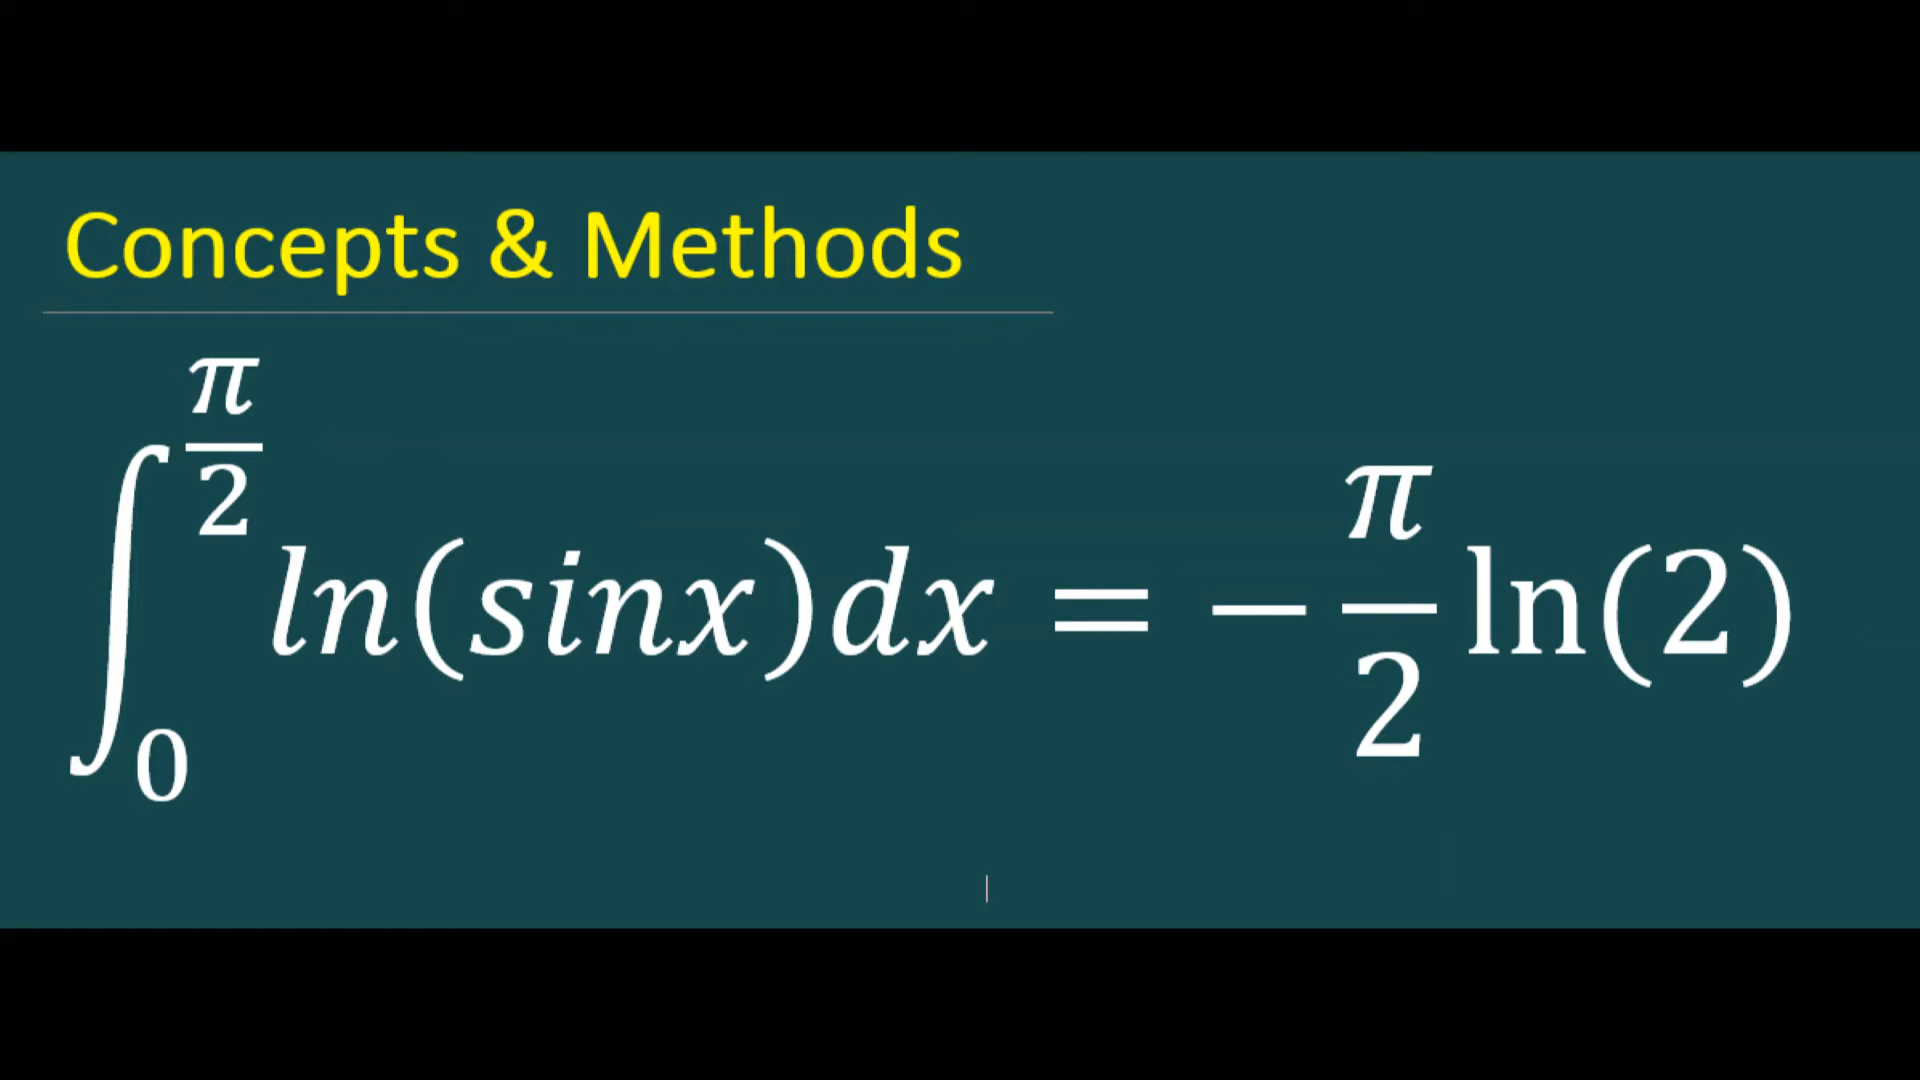 Concepts & Methods
∫₀^(π/2) ln(sinx)dx = −π/2 ln(2)